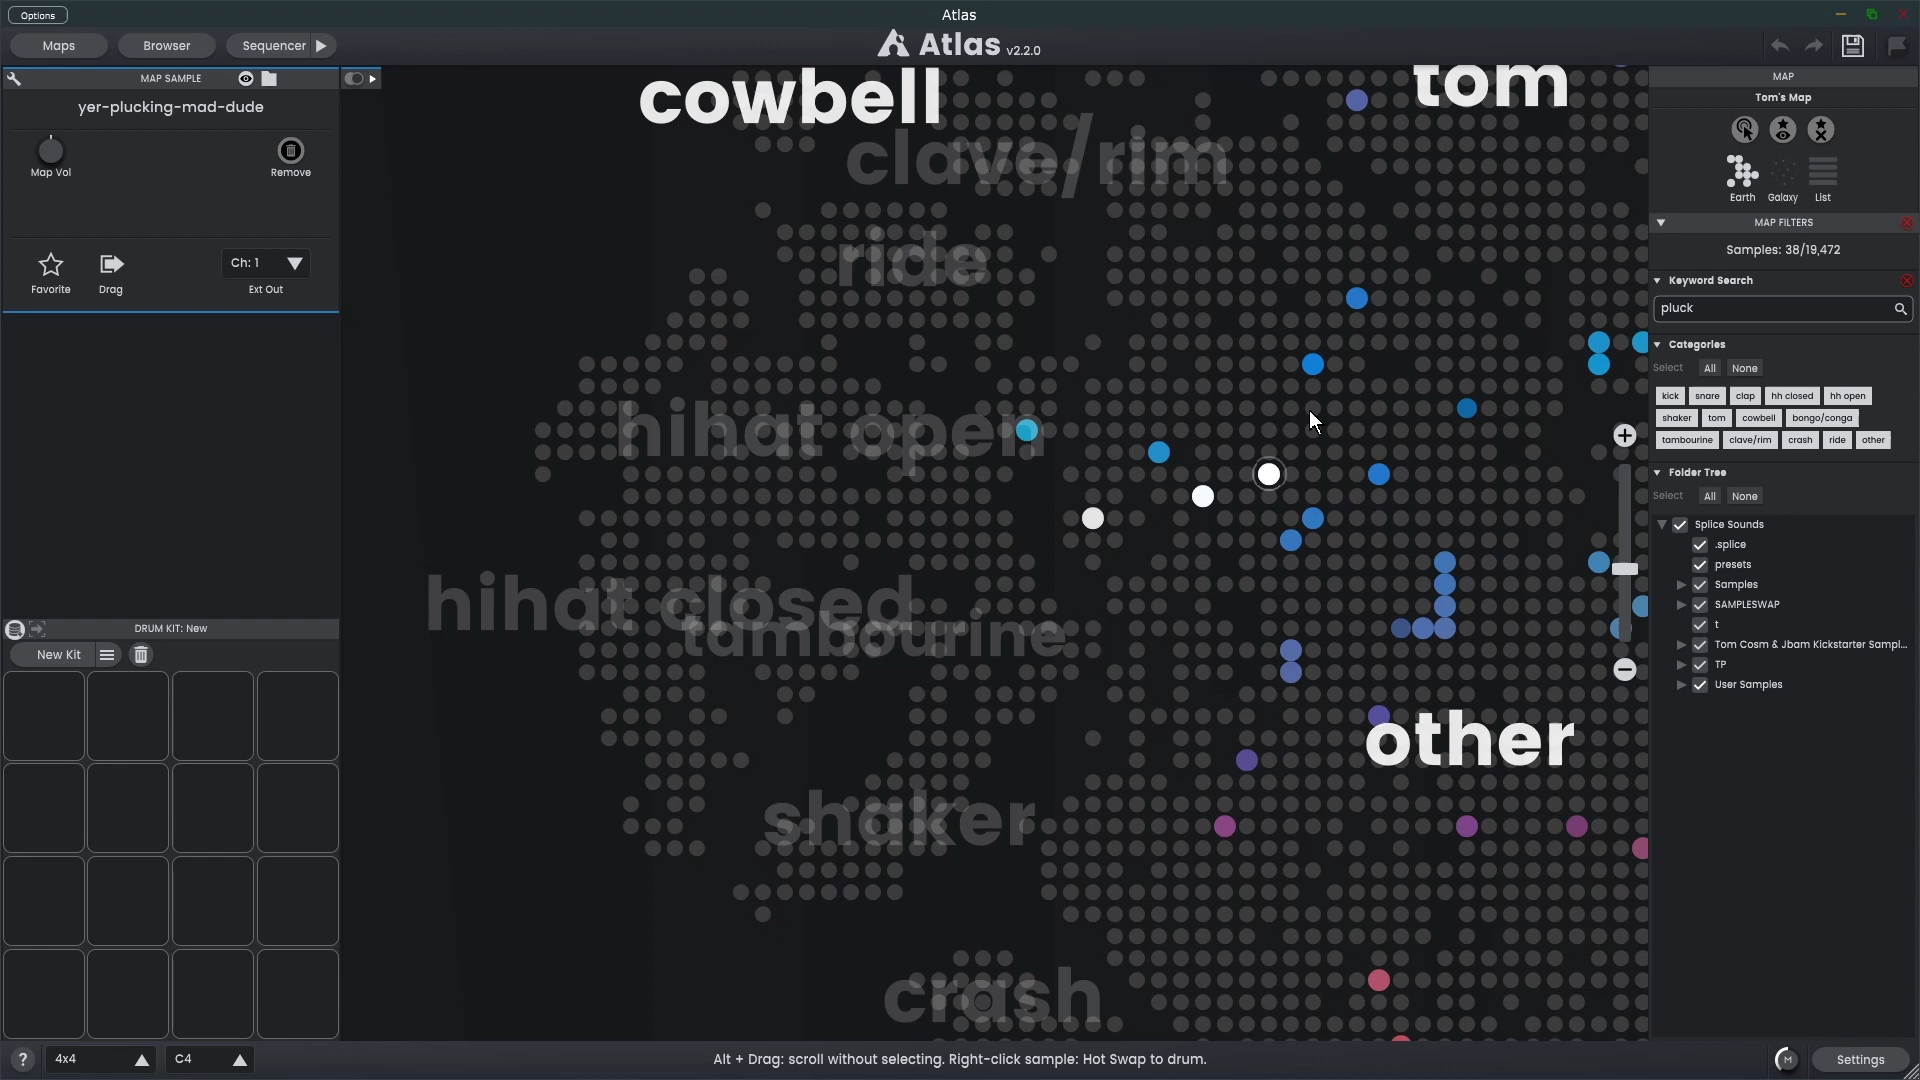 Options
Atlas
Maps
Browser
Sequencer
Atlas v2.2.0
MAP SAMPLE
yer-plucking-mad-dude
Map Vol
Remove
Favorite
Drag
Ch: 1
Ext Out
DRUM KIT: New
New Kit
? 4x4 C4
cowbell
tom
clave/rim
ride
hihat open
hihat closed
tambourine
other
shaker
crash
Alt + Drag: scroll without selecting. Right-click sample: Hot Swap to drum.
MAP
Tom's Map
Earth
Galaxy
List
MAP FILTERS
Samples: 38/19,472
Keyword Search
pluck
Categories
Select All None
kick snare clap hh closed hh open
shaker tom cowbell bongo/conga
tambourine clave/rim crash ride other
Folder Tree
Select All None
Splice Sounds
.splice
presets
Samples
SAMPLESWAP
t
Tom Cosm & Jbam Kickstarter Sampl...
TP
User Samples
M
Settings